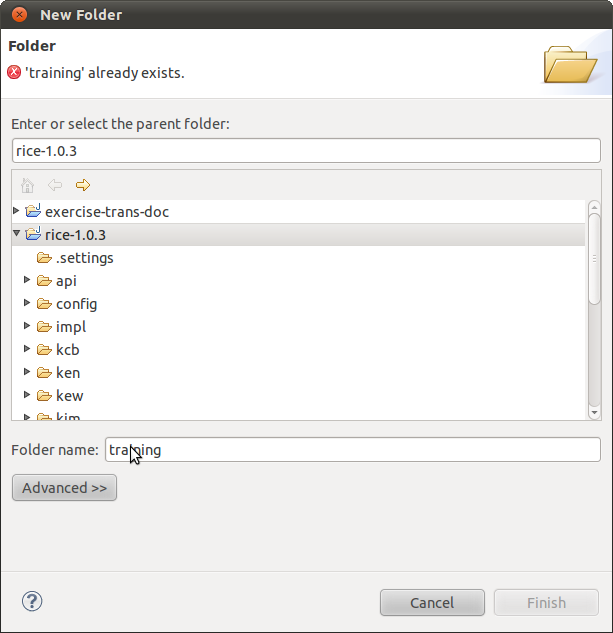 New Folder
Folder
'training' already exists.
Enter or select the parent folder:
rice-1.0.3
exercise-trans-doc
rice-1.0.3
.settings
api
config
impl
kcb
ken
kew
kim
Folder name: training
Advanced >>
? Cancel Finish